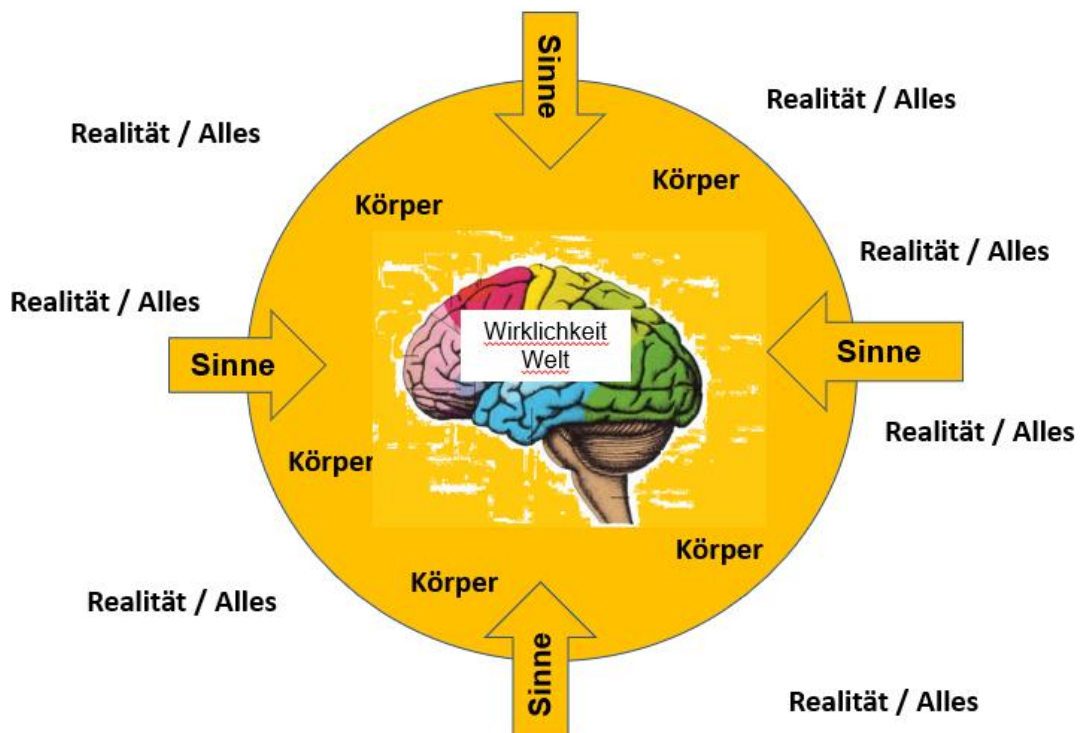 Sinne
Realität / Alles
Realität / Alles
Körper
Körper
Realität / Alles
Realität / Alles
Wirklichkeit
Welt
Sinne
Sinne
Realität / Alles
Körper
Körper
Körper
Realität / Alles
Sinne
Realität / Alles